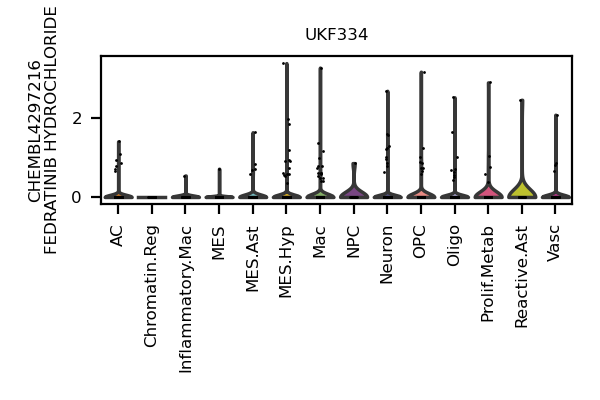 UKF334
CHEMBL4297216
FEDRATINIB HYDROCHLORIDE
2
0
AC
Chromatin.Reg
Inflammatory.Mac
MES
MES.Ast
MES.Hyp
Mac
NPC
Neuron
OPC
Oligo
Prolif.Metab
Reactive.Ast
Vasc